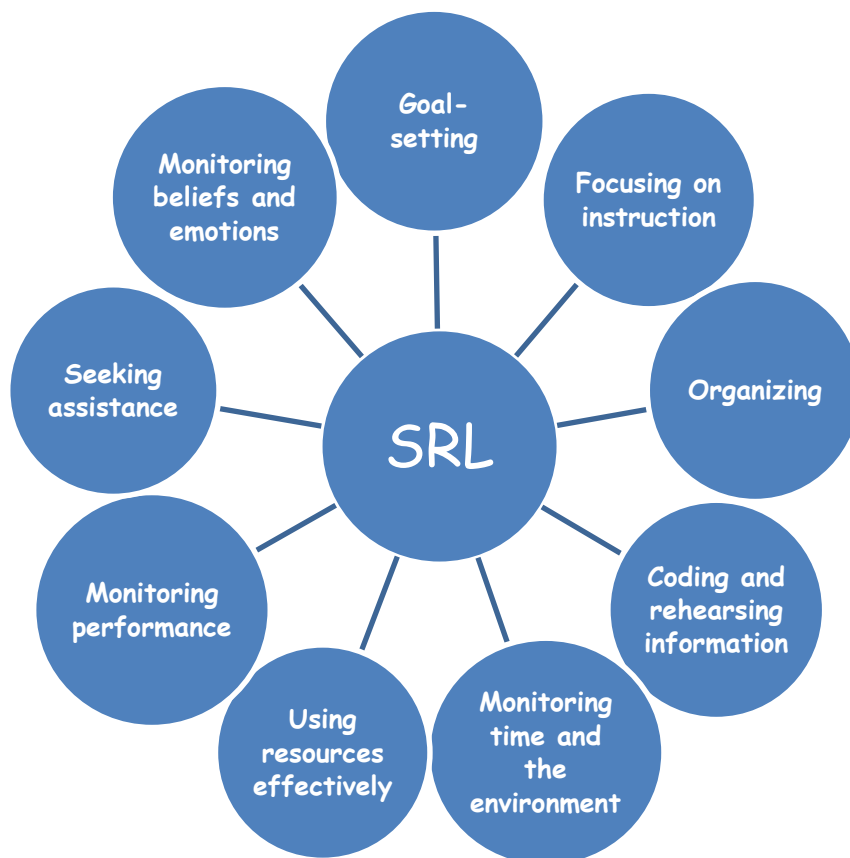 Goal-
setting
Focusing on
instruction
Organizing
Coding and
rehearsing
information
Monitoring
time and
the
environment
Using
resources
effectively
Monitoring
performance
Seeking
assistance
Monitoring
beliefs and
emotions
SRL